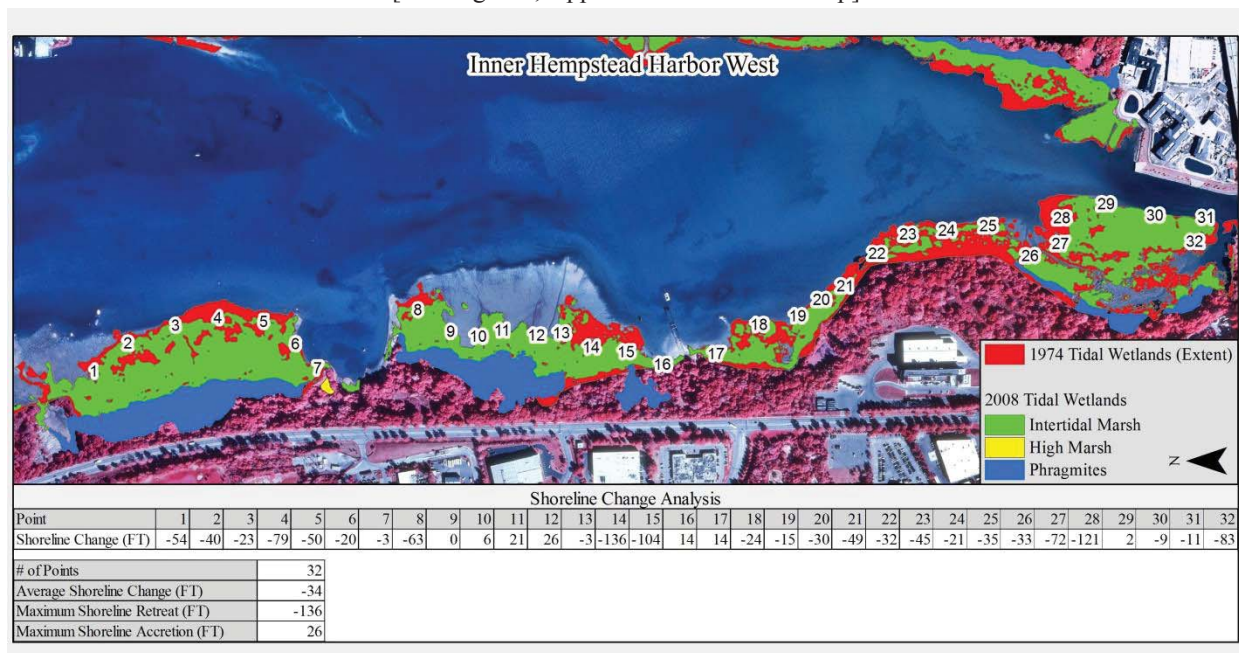 Inner Hempstead Harbor West
1
2
3
4
5
6
7
8
9
10
11
12
13
14
15
16
17
18
19
20
21
22
23
24
25
26
27
28
29
30
31
32
1974 Tidal Wetlands (Extent)
2008 Tidal Wetlands
Intertidal Marsh
High Marsh
Phragmites
N
Shoreline Change Analysis
Point 1 2 3 4 5 6 7 8 9 10 11 12 13 14 15 16 17 18 19 20 21 22 23 24 25 26 27 28 29 30 31 32
Shoreline Change (FT) -54 -40 -23 -79 -50 -20 -3 -63 0 6 21 26 -3 -136 -104 14 14 -24 -15 -30 -49 -32 -45 -21 -35 -33 -72 -121 2 -9 -11 -83
# of Points 32
Average Shoreline Change (FT) -34
Maximum Shoreline Retreat (FT) -136
Maximum Shoreline Accretion (FT) 26